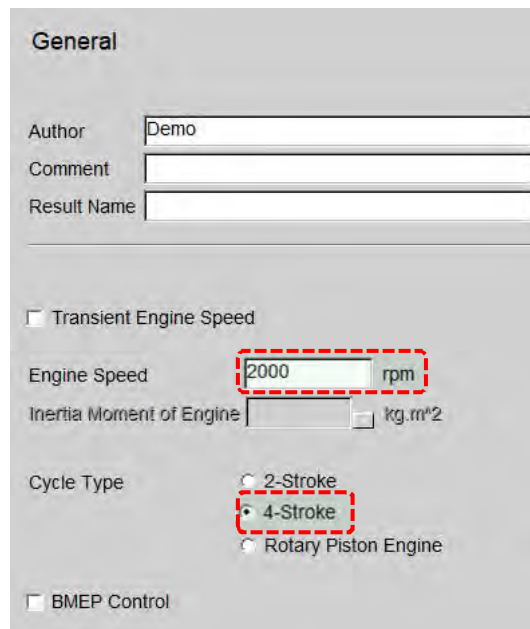 General
Author Demo
Comment
Result Name
Transient Engine Speed
Engine Speed 2000 rpm
Inertia Moment of Engine kg.m^2
Cycle Type 2-Stroke
4-Stroke
Rotary Piston Engine
BMEP Control